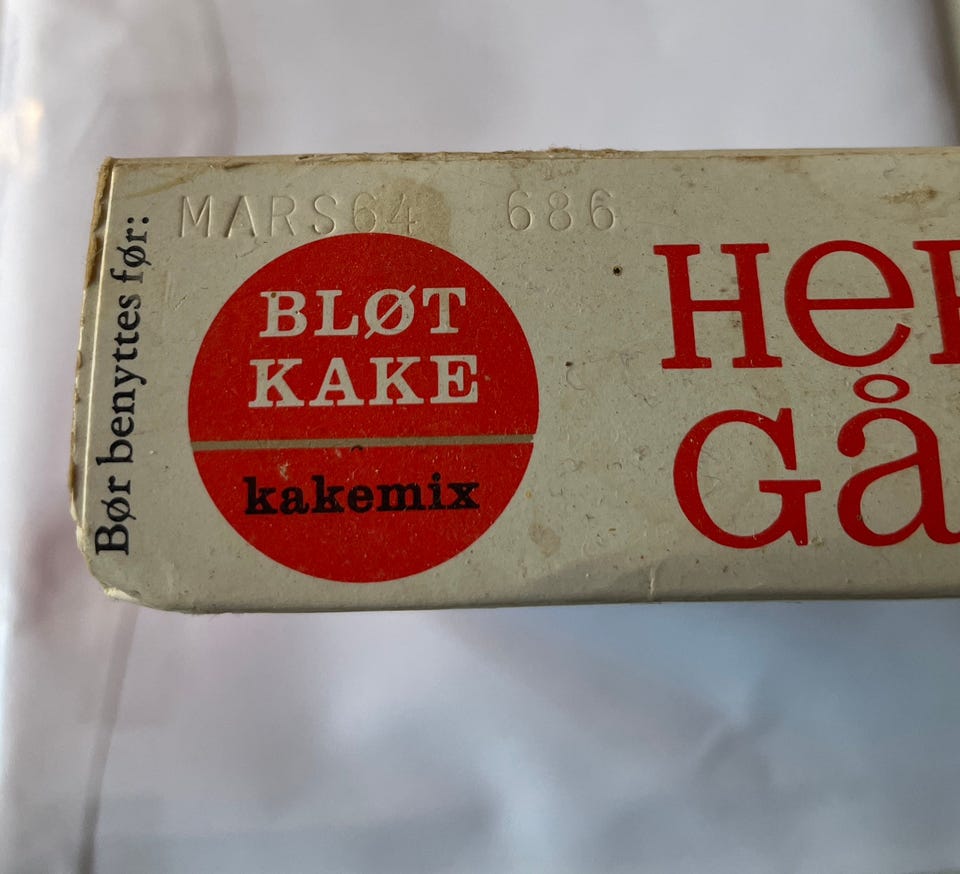 Bør benyttes før:
MARS64 686
BLØT
KAKE
kakemix